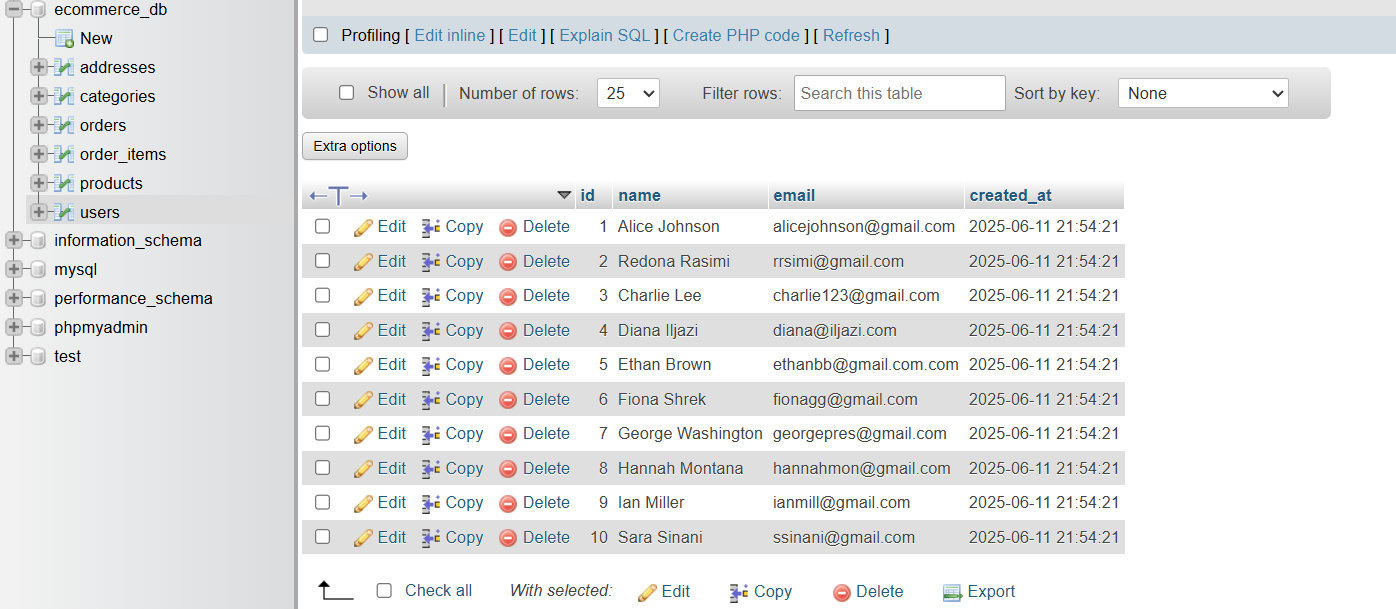 ecommerce_db
New
addresses
categories
orders
order_items
products
users
information_schema
mysql
performance_schema
phpmyadmin
test
Profiling [ Edit inline ] [ Edit ] [ Explain SQL ] [ Create PHP code ] [ Refresh ]
Show all | Number of rows: 25 Filter rows: Search this table Sort by key: None
Extra options
←T→ id name email created_at
Edit Copy Delete 1 Alice Johnson alicejohnson@gmail.com 2025-06-11 21:54:21
Edit Copy Delete 2 Redona Rasimi rrsimi@gmail.com 2025-06-11 21:54:21
Edit Copy Delete 3 Charlie Lee charlie123@gmail.com 2025-06-11 21:54:21
Edit Copy Delete 4 Diana Iljazi diana@iljazi.com 2025-06-11 21:54:21
Edit Copy Delete 5 Ethan Brown ethanbb@gmail.com.com 2025-06-11 21:54:21
Edit Copy Delete 6 Fiona Shrek fionagg@gmail.com 2025-06-11 21:54:21
Edit Copy Delete 7 George Washington georgepres@gmail.com 2025-06-11 21:54:21
Edit Copy Delete 8 Hannah Montana hannahmon@gmail.com 2025-06-11 21:54:21
Edit Copy Delete 9 Ian Miller ianmill@gmail.com 2025-06-11 21:54:21
Edit Copy Delete 10 Sara Sinani ssinani@gmail.com 2025-06-11 21:54:21
Check all With selected: Edit Copy Delete Export